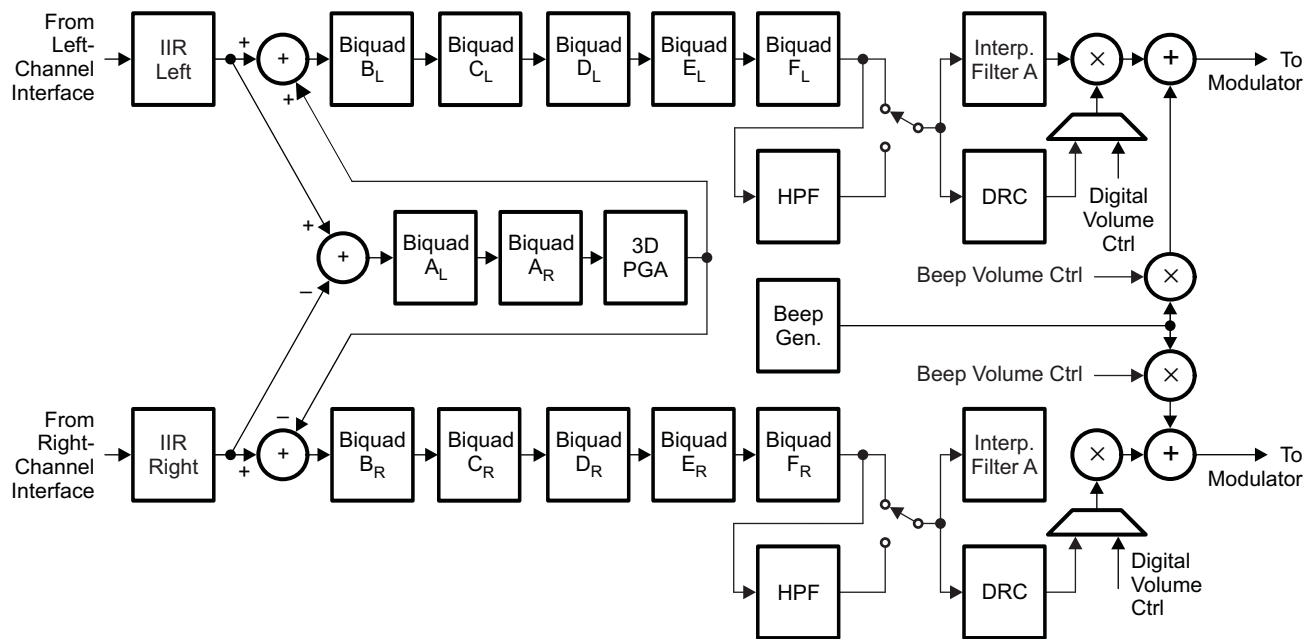 From
Left-
Channel
Interface
IIR
Left
+
+
+
Biquad
BL
Biquad
CL
Biquad
DL
Biquad
EL
Biquad
FL
Interp.
Filter A
×
+
To
Modulator
HPF
DRC
Digital
Volume
Ctrl
+
−
+
Biquad
AL
Biquad
AR
3D
PGA
Beep
Gen.
Beep Volume Ctrl
×
Beep Volume Ctrl
×
From
Right-
Channel
Interface
IIR
Right
+
−
+
Biquad
BR
Biquad
CR
Biquad
DR
Biquad
ER
Biquad
FR
Interp.
Filter A
×
+
To
Modulator
HPF
DRC
Digital
Volume
Ctrl